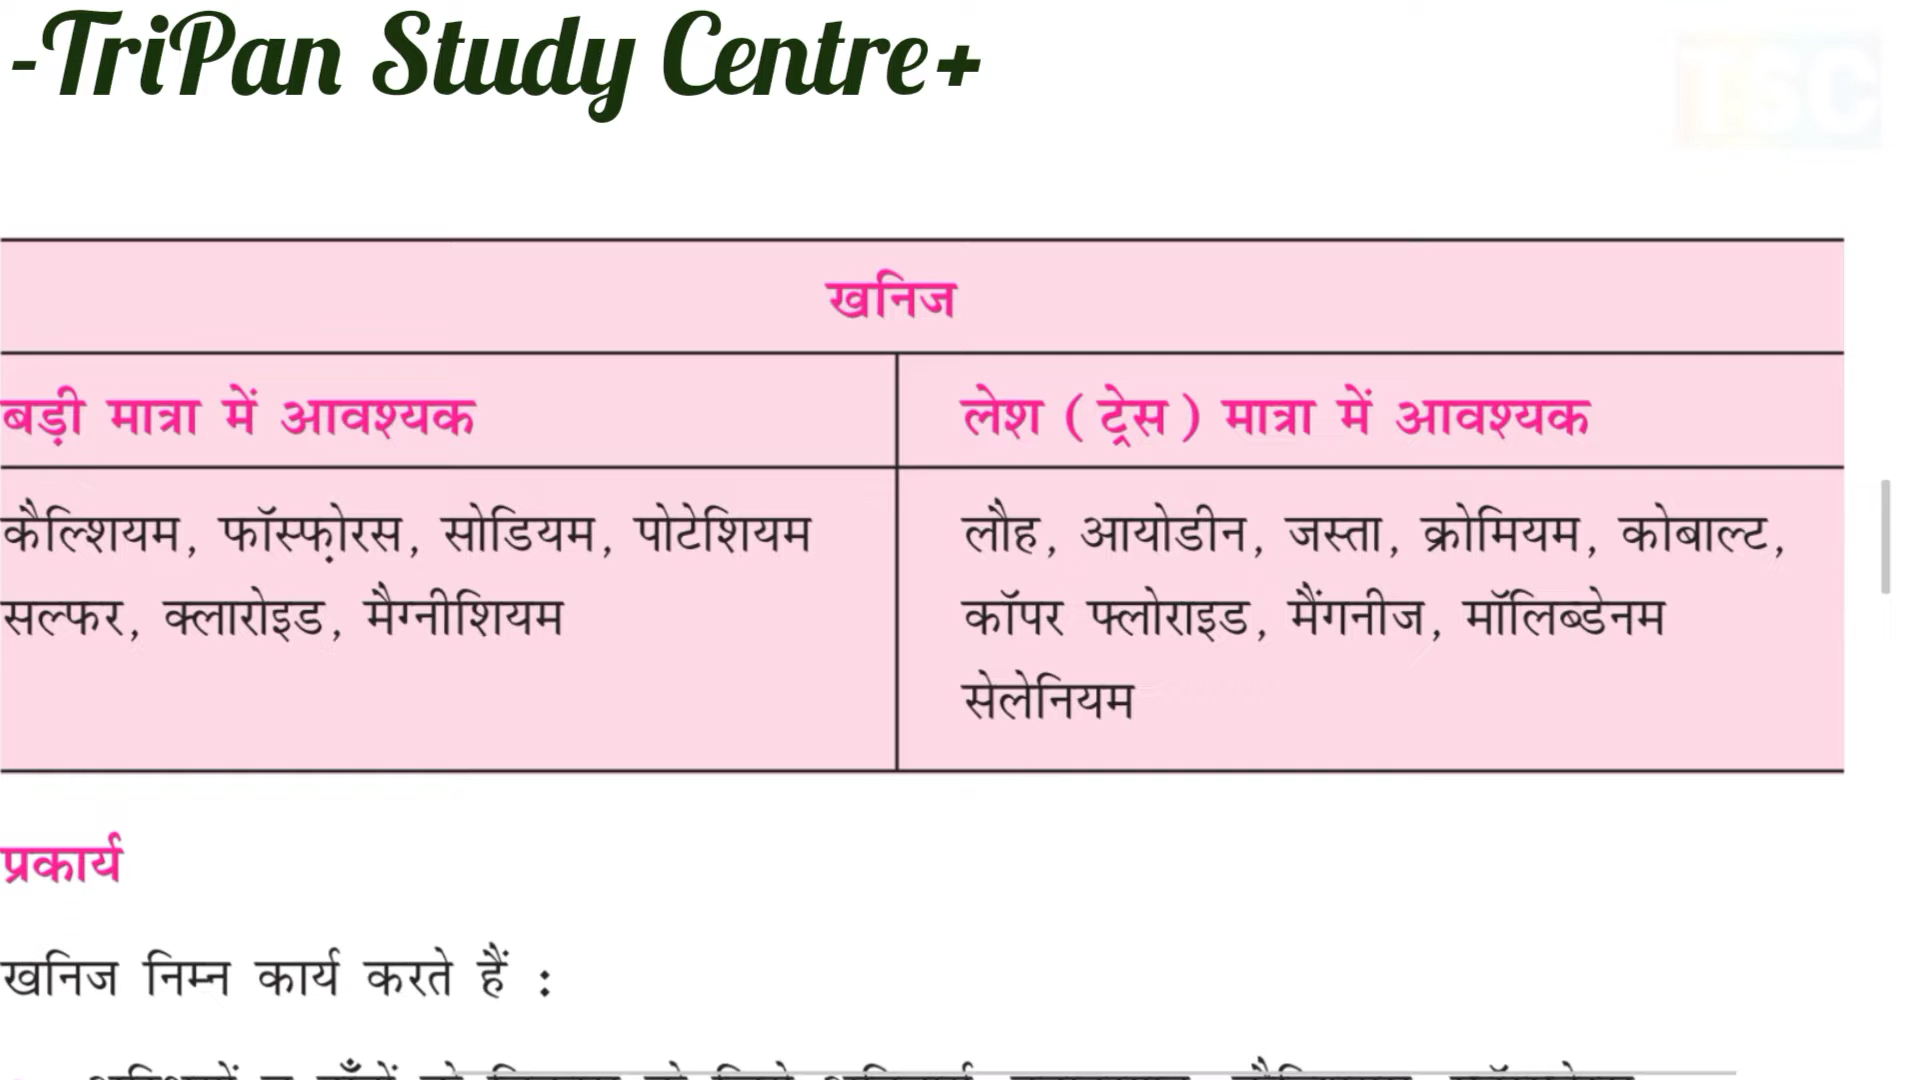 -TriPan Study Centre+
TSC
खनिज
बड़ी मात्रा में आवश्यक
लेश (ट्रेस) मात्रा में आवश्यक
कैल्शियम, फॉस्फ़ोरस, सोडियम, पोटेशियम
सल्फर, क्लारोइड, मैग्नीशियम
लौह, आयोडीन, जस्ता, क्रोमियम, कोबाल्ट,
कॉपर फ्लोराइड, मैंगनीज, मॉलिब्डेनम
सेलेनियम
प्रकार्य
खनिज निम्न कार्य करते हैं :